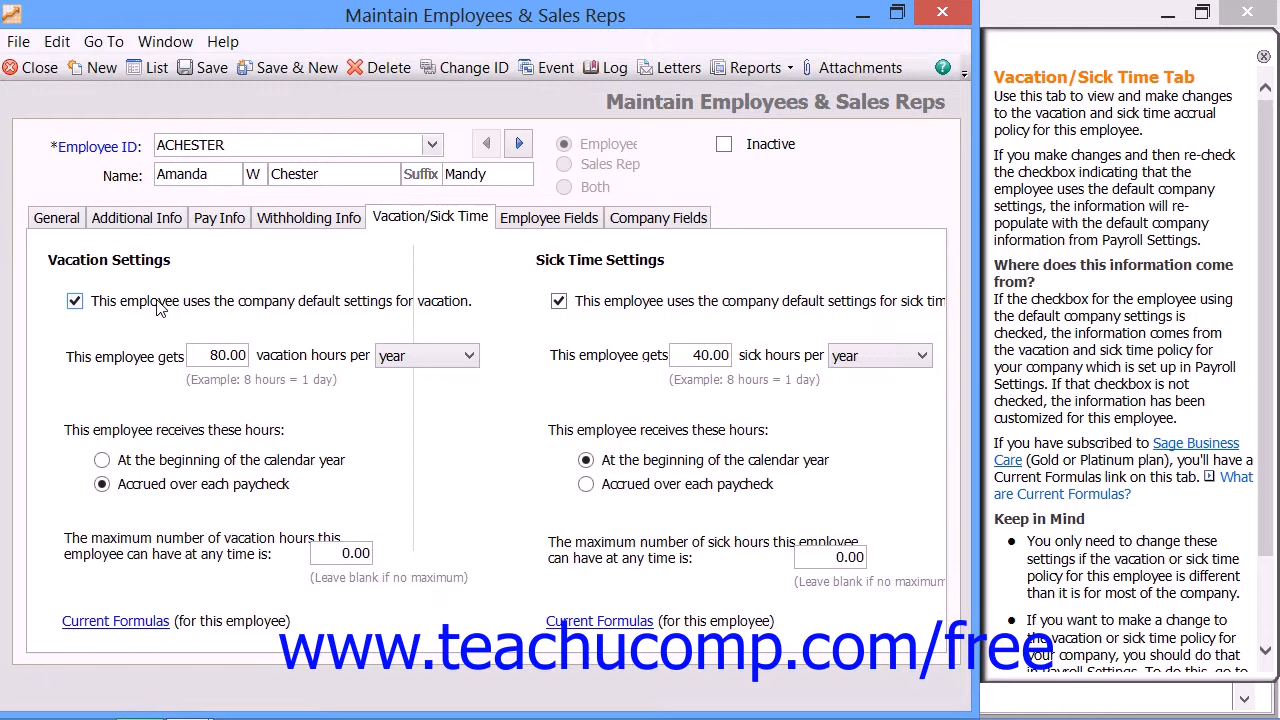 Maintain Employees & Sales Reps
File Edit Go To Window Help
Close New List Save Save & New Delete Change ID Event Log Letters Reports Attachments
Maintain Employees & Sales Reps
*Employee ID: ACHESTER
Employee
Inactive
Sales Rep
Name: Amanda W Chester Suffix Mandy
Both
General Additional Info Pay Info Withholding Info Vacation/Sick Time Employee Fields Company Fields
Vacation Settings
This employee uses the company default settings for vacation.
This employee gets 80.00 vacation hours per year
(Example: 8 hours = 1 day)
This employee receives these hours:
At the beginning of the calendar year
Accrued over each paycheck
The maximum number of vacation hours this
employee can have at any time is: 0.00
(Leave blank if no maximum)
Current Formulas (for this employee)
Sick Time Settings
This employee uses the company default settings for sick tim
This employee gets 40.00 sick hours per year
(Example: 8 hours = 1 day)
This employee receives these hours:
At the beginning of the calendar year
Accrued over each paycheck
The maximum number of sick hours this employee
can have at any time is: 0.00
(Leave blank if no maximum
Current Formulas (for this employee)
Vacation/Sick Time Tab
Use this tab to view and make changes
to the vacation and sick time accrual
policy for this employee.
If you make changes and then re-check
the checkbox indicating that the
employee uses the default company
settings, the information will re-
populate with the default company
information from Payroll Settings.
Where does this information come
from?
If the checkbox for the employee using
the default company settings is
checked, the information comes from
the vacation and sick time policy for
your company which is set up in Payroll
Settings. If that checkbox is not
checked, the information has been
customized for this employee.
If you have subscribed to Sage Business
Care (Gold or Platinum plan), you'll have a
Current Formulas link on this tab. What
are Current Formulas?
Keep in Mind
● You only need to change these
settings if the vacation or sick time
policy for this employee is different
than it is for most of the company.
● If you want to make a change to
the vacation or sick time policy for
your company, you should do that
in Payroll Settings. To do this, go to
www.teachucomp.com/free